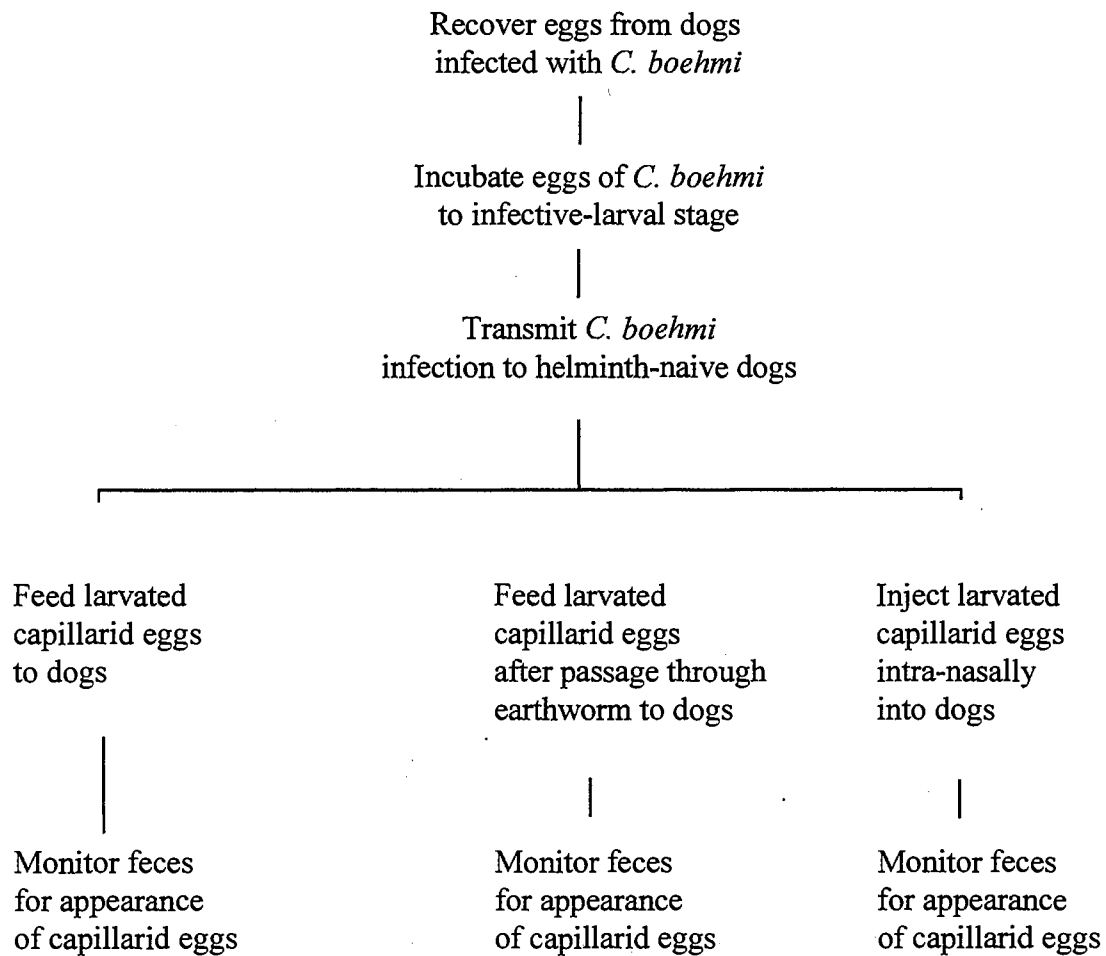 Recover eggs from dogs
infected with C. boehmi
Incubate eggs of C. boehmi
to infective-larval stage
Transmit C. boehmi
infection to helminth-naive dogs
Feed larvated
capillarid eggs
to dogs
Feed larvated
capillarid eggs
after passage through
earthworm to dogs
Inject larvated
capillarid eggs
intra-nasally
into dogs
Monitor feces
for appearance
of capillarid eggs
Monitor feces
for appearance
of capillarid eggs
Monitor feces
for appearance
of capillarid eggs